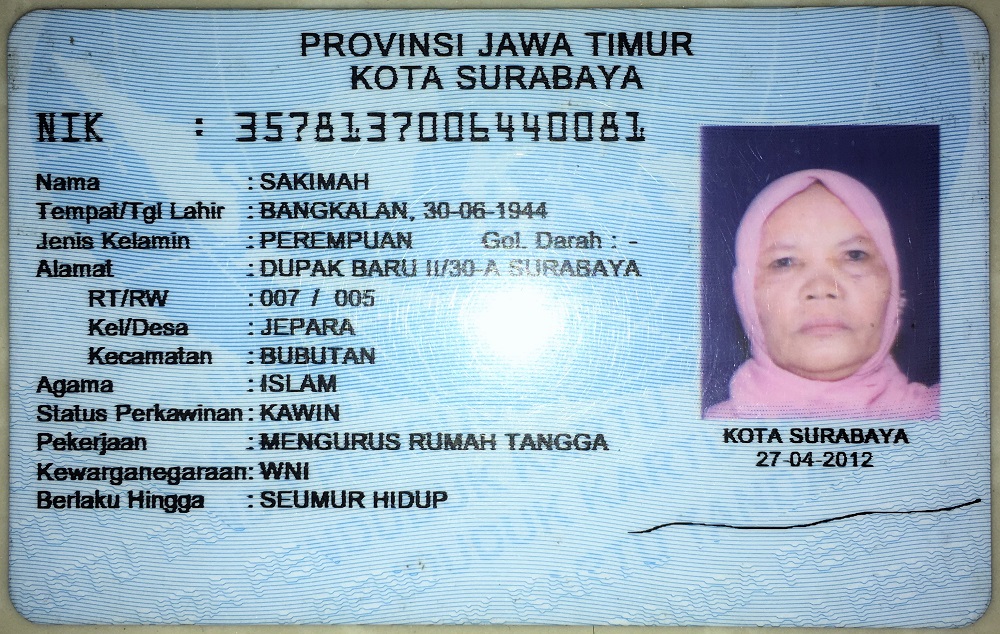 PROVINSI JAWA TIMUR
KOTA SURABAYA
NIK : 3578137006440081
Nama : SAKIMAH
Tempat/Tgl Lahir : BANGKALAN, 30-06-1944
Jenis Kelamin : PEREMPUAN Gol. Darah : -
Alamat : DUPAK BARU II/30-A SURABAYA
RT/RW : 007 / 005
Kel/Desa : JEPARA
Kecamatan : BUBUTAN
Agama : ISLAM
Status Perkawinan : KAWIN
Pekerjaan : MENGURUS RUMAH TANGGA
Kewarganegaraan : WNI
Berlaku Hingga : SEUMUR HIDUP
KOTA SURABAYA
27-04-2012